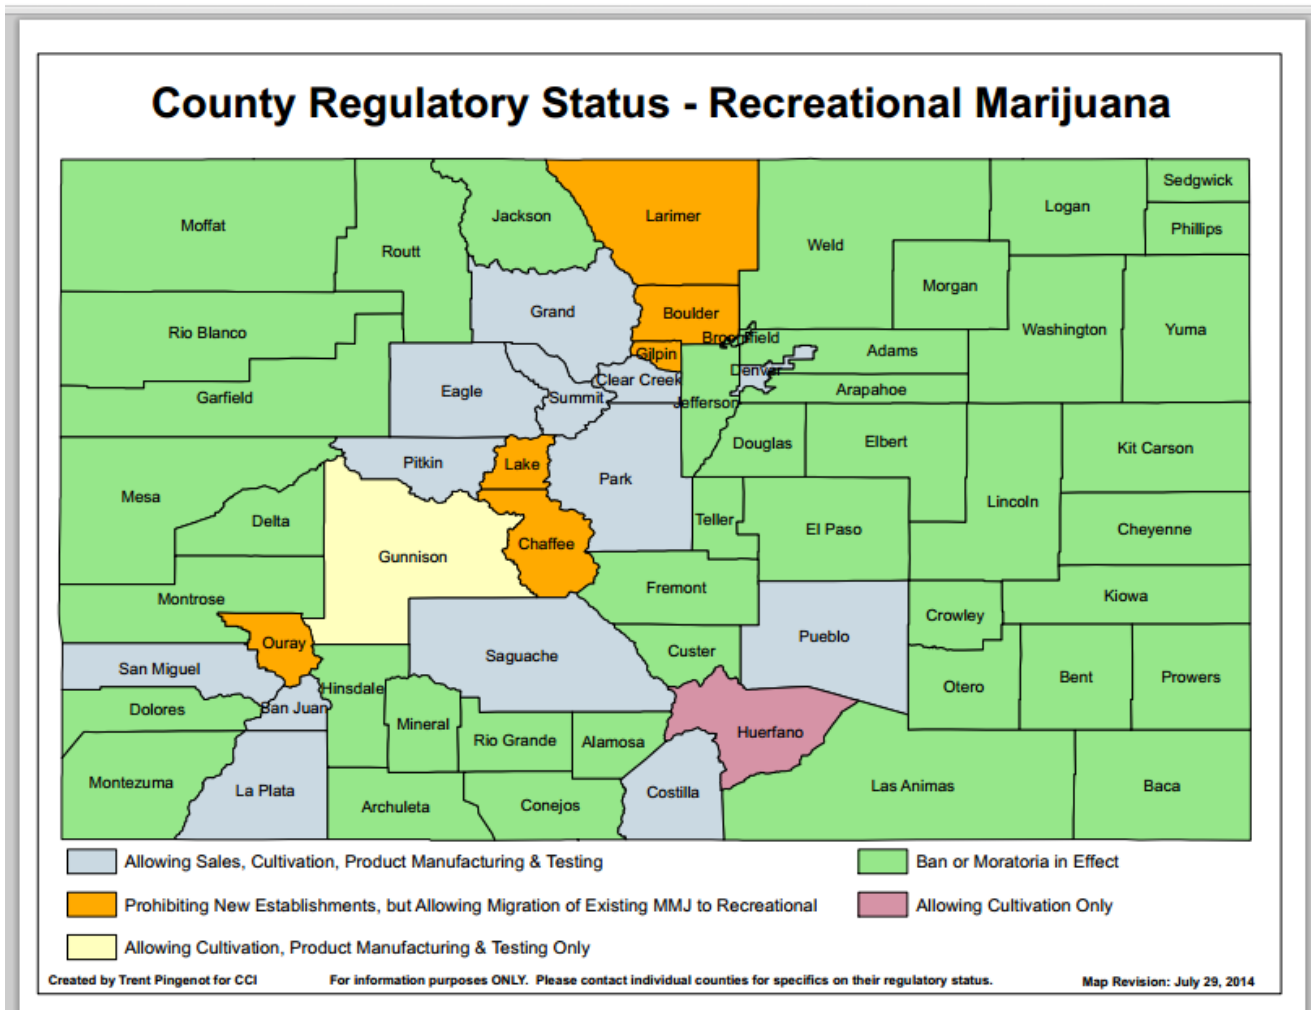 County Regulatory Status - Recreational Marijuana
Sedgwick
Logan
Jackson
Larimer
Moffat
Phillips
Weld
Routt
Morgan
Grand
Boulder
Rio Blanco
Washington
Yuma
Broomfield
Gilpin
Adams
Denver
Clear Creek
Eagle
Arapahoe
Garfield
Summit
Jefferson
Douglas
Elbert
Kit Carson
Pitkin
Lake
Park
Mesa
Lincoln
Delta
Teller
El Paso
Cheyenne
Chaffee
Gunnison
Fremont
Montrose
Kiowa
Crowley
Pueblo
Ouray
Custer
Saguache
San Miguel
Bent
Prowers
Hinsdale
Otero
Dolores
San Juan
Mineral
Huerfano
Rio Grande
Alamosa
Montezuma
La Plata
Costilla
Las Animas
Baca
Archuleta
Conejos
Allowing Sales, Cultivation, Product Manufacturing & Testing
Ban or Moratoria in Effect
Prohibiting New Establishments, but Allowing Migration of Existing MMJ to Recreational
Allowing Cultivation Only
Allowing Cultivation, Product Manufacturing & Testing Only
Created by Trent Pingenot for CCI
For information purposes ONLY. Please contact individual counties for specifics on their regulatory status.
Map Revision: July 29, 2014